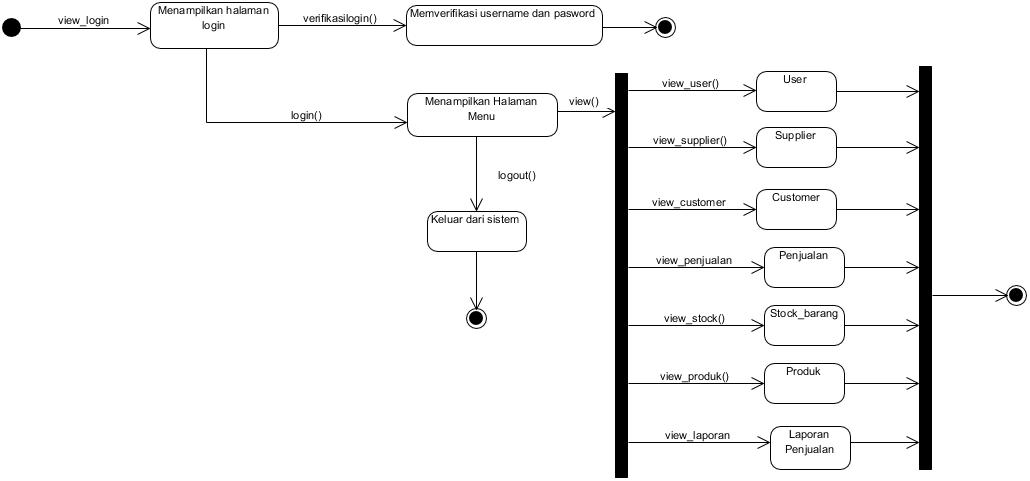 view_login
Menampilkan halaman
login
verifikasilogin()
Memverifikasi username dan pasword
login()
Menampilkan Halaman
Menu
view()
logout()
Keluar dari sistem
view_user()
User
view_supplier()
Supplier
view_customer
Customer
view_penjualan
Penjualan
view_stock()
Stock_barang
view_produk()
Produk
view_laporan
Laporan
Penjualan